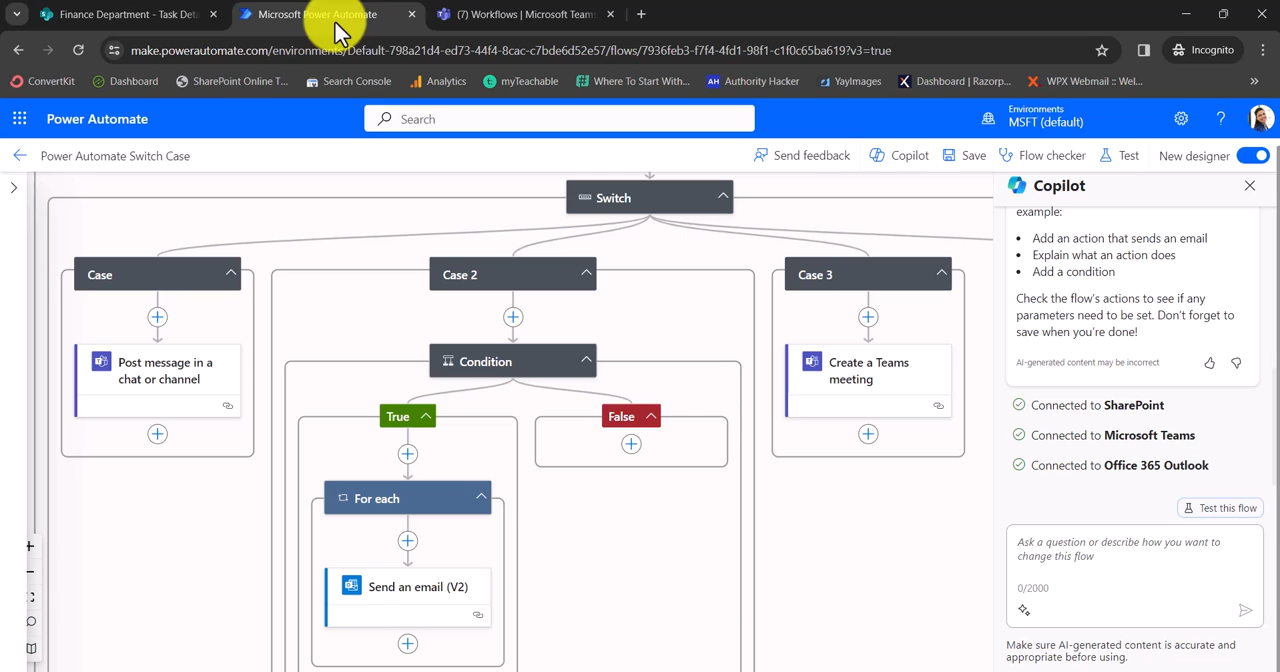 Finance Department - Task Deta
Microsoft Power Automate
(7) Workflows | Microsoft Teams
make.powerautomate.com/environments/Default-798a21d4-ed73-44f4-8cac-c7bde6d52e57/flows/7936feb3-f7f4-4fd1-98f1-c1f0c65ba619?v3=true
Incognito
ConvertKit
Dashboard
SharePoint Online T...
Search Console
Analytics
myTeachable
Where To Start With...
AH Authority Hacker
YayImages
Dashboard | Razorp...
WPX Webmail :: Wel...
Power Automate
Search
Environments
MSFT (default)
Power Automate Switch Case
Send feedback
Copilot
Save
Flow checker
Test
New designer
Switch
Case
Case 2
Case 3
Post message in a
chat or channel
Condition
Create a Teams
meeting
True
False
For each
Send an email (V2)
Copilot
example:
• Add an action that sends an email
• Explain what an action does
• Add a condition
Check the flow's actions to see if any
parameters need to be set. Don't forget to
save when you're done!
AI-generated content may be incorrect
Connected to SharePoint
Connected to Microsoft Teams
Connected to Office 365 Outlook
Test this flow
Ask a question or describe how you want to
change this flow
0/2000
Make sure AI-generated content is accurate and
appropriate before using.